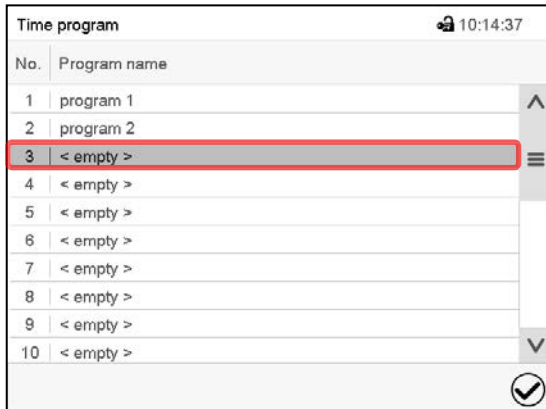 Time program 10:14:37
No. Program name
1 program 1
2 program 2
3 < empty >
4 < empty >
5 < empty >
6 < empty >
7 < empty >
8 < empty >
9 < empty >
10 < empty >